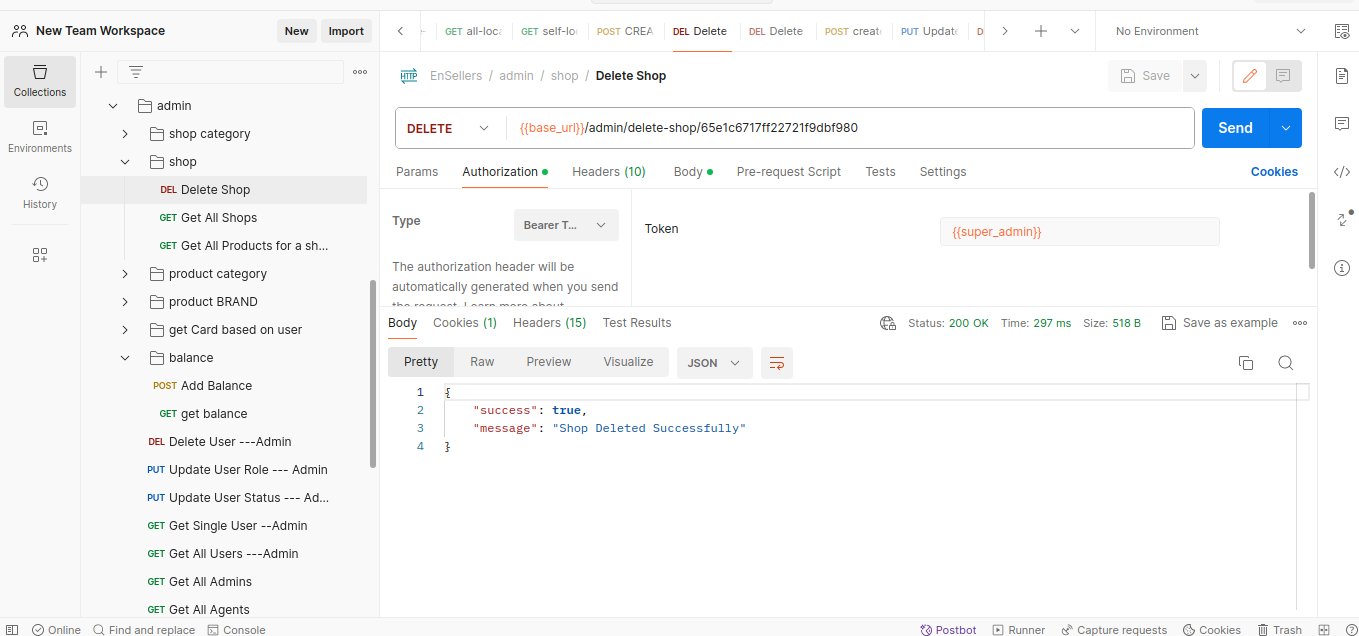 New Team Workspace New Import
GET all-loc GET self-lo POST CREA DEL Delete DEL Delete POST creat PUT Updat D No Environment
Collections
Environments
History
admin
shop category
shop
DEL Delete Shop
GET Get All Shops
GET Get All Products for a sh...
product category
product BRAND
get Card based on user
balance
POST Add Balance
GET get balance
DEL Delete User ---Admin
PUT Update User Role --- Admin
PUT Update User Status --- Ad...
GET Get Single User --Admin
GET Get All Users ---Admin
GET Get All Admins
GET Get All Agents
HTTP EnSellers / admin / shop / Delete Shop Save
DELETE {{base_url}}/admin/delete-shop/65e1c6717ff22721f9dbf980 Send
Params Authorization Headers (10) Body Pre-request Script Tests Settings Cookies
Type Bearer T... Token {{super_admin}}
The authorization header will be
automatically generated when you send
the request. Learn more about
Body Cookies (1) Headers (15) Test Results Status: 200 OK Time: 297 ms Size: 518 B Save as example
Pretty Raw Preview Visualize JSON
1 {
2 "success": true,
3 "message": "Shop Deleted Successfully"
4 }
Online Find and replace Console Postbot Runner Capture requests Cookies Trash